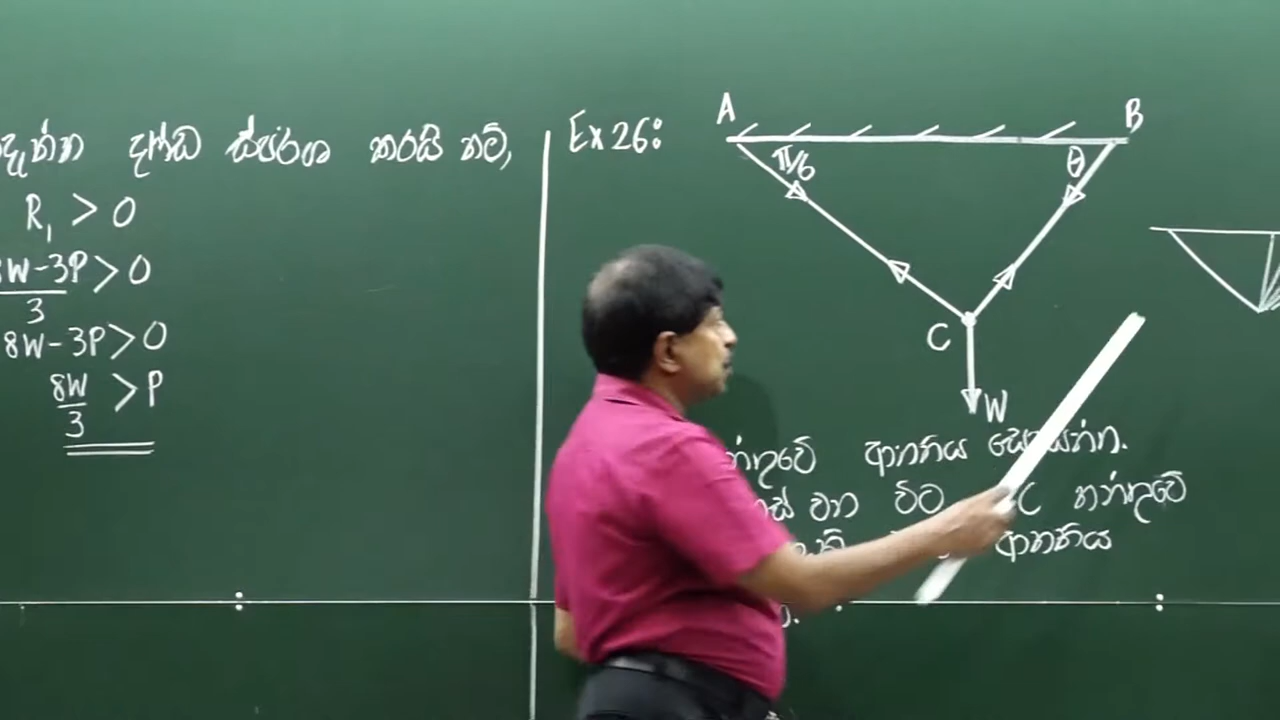 දැන්න දණ්ඩ ස්පර්ශ කරයි නම්,
R₁ > 0
8W-3P/3 > 0
8W-3P>0
8W/3 > P
Ex 26:
A
B
π/6
θ
C
W
තන්තුවේ ආතතිය සොයන්න.
වන විට C තන්තුවේ
ආතතිය